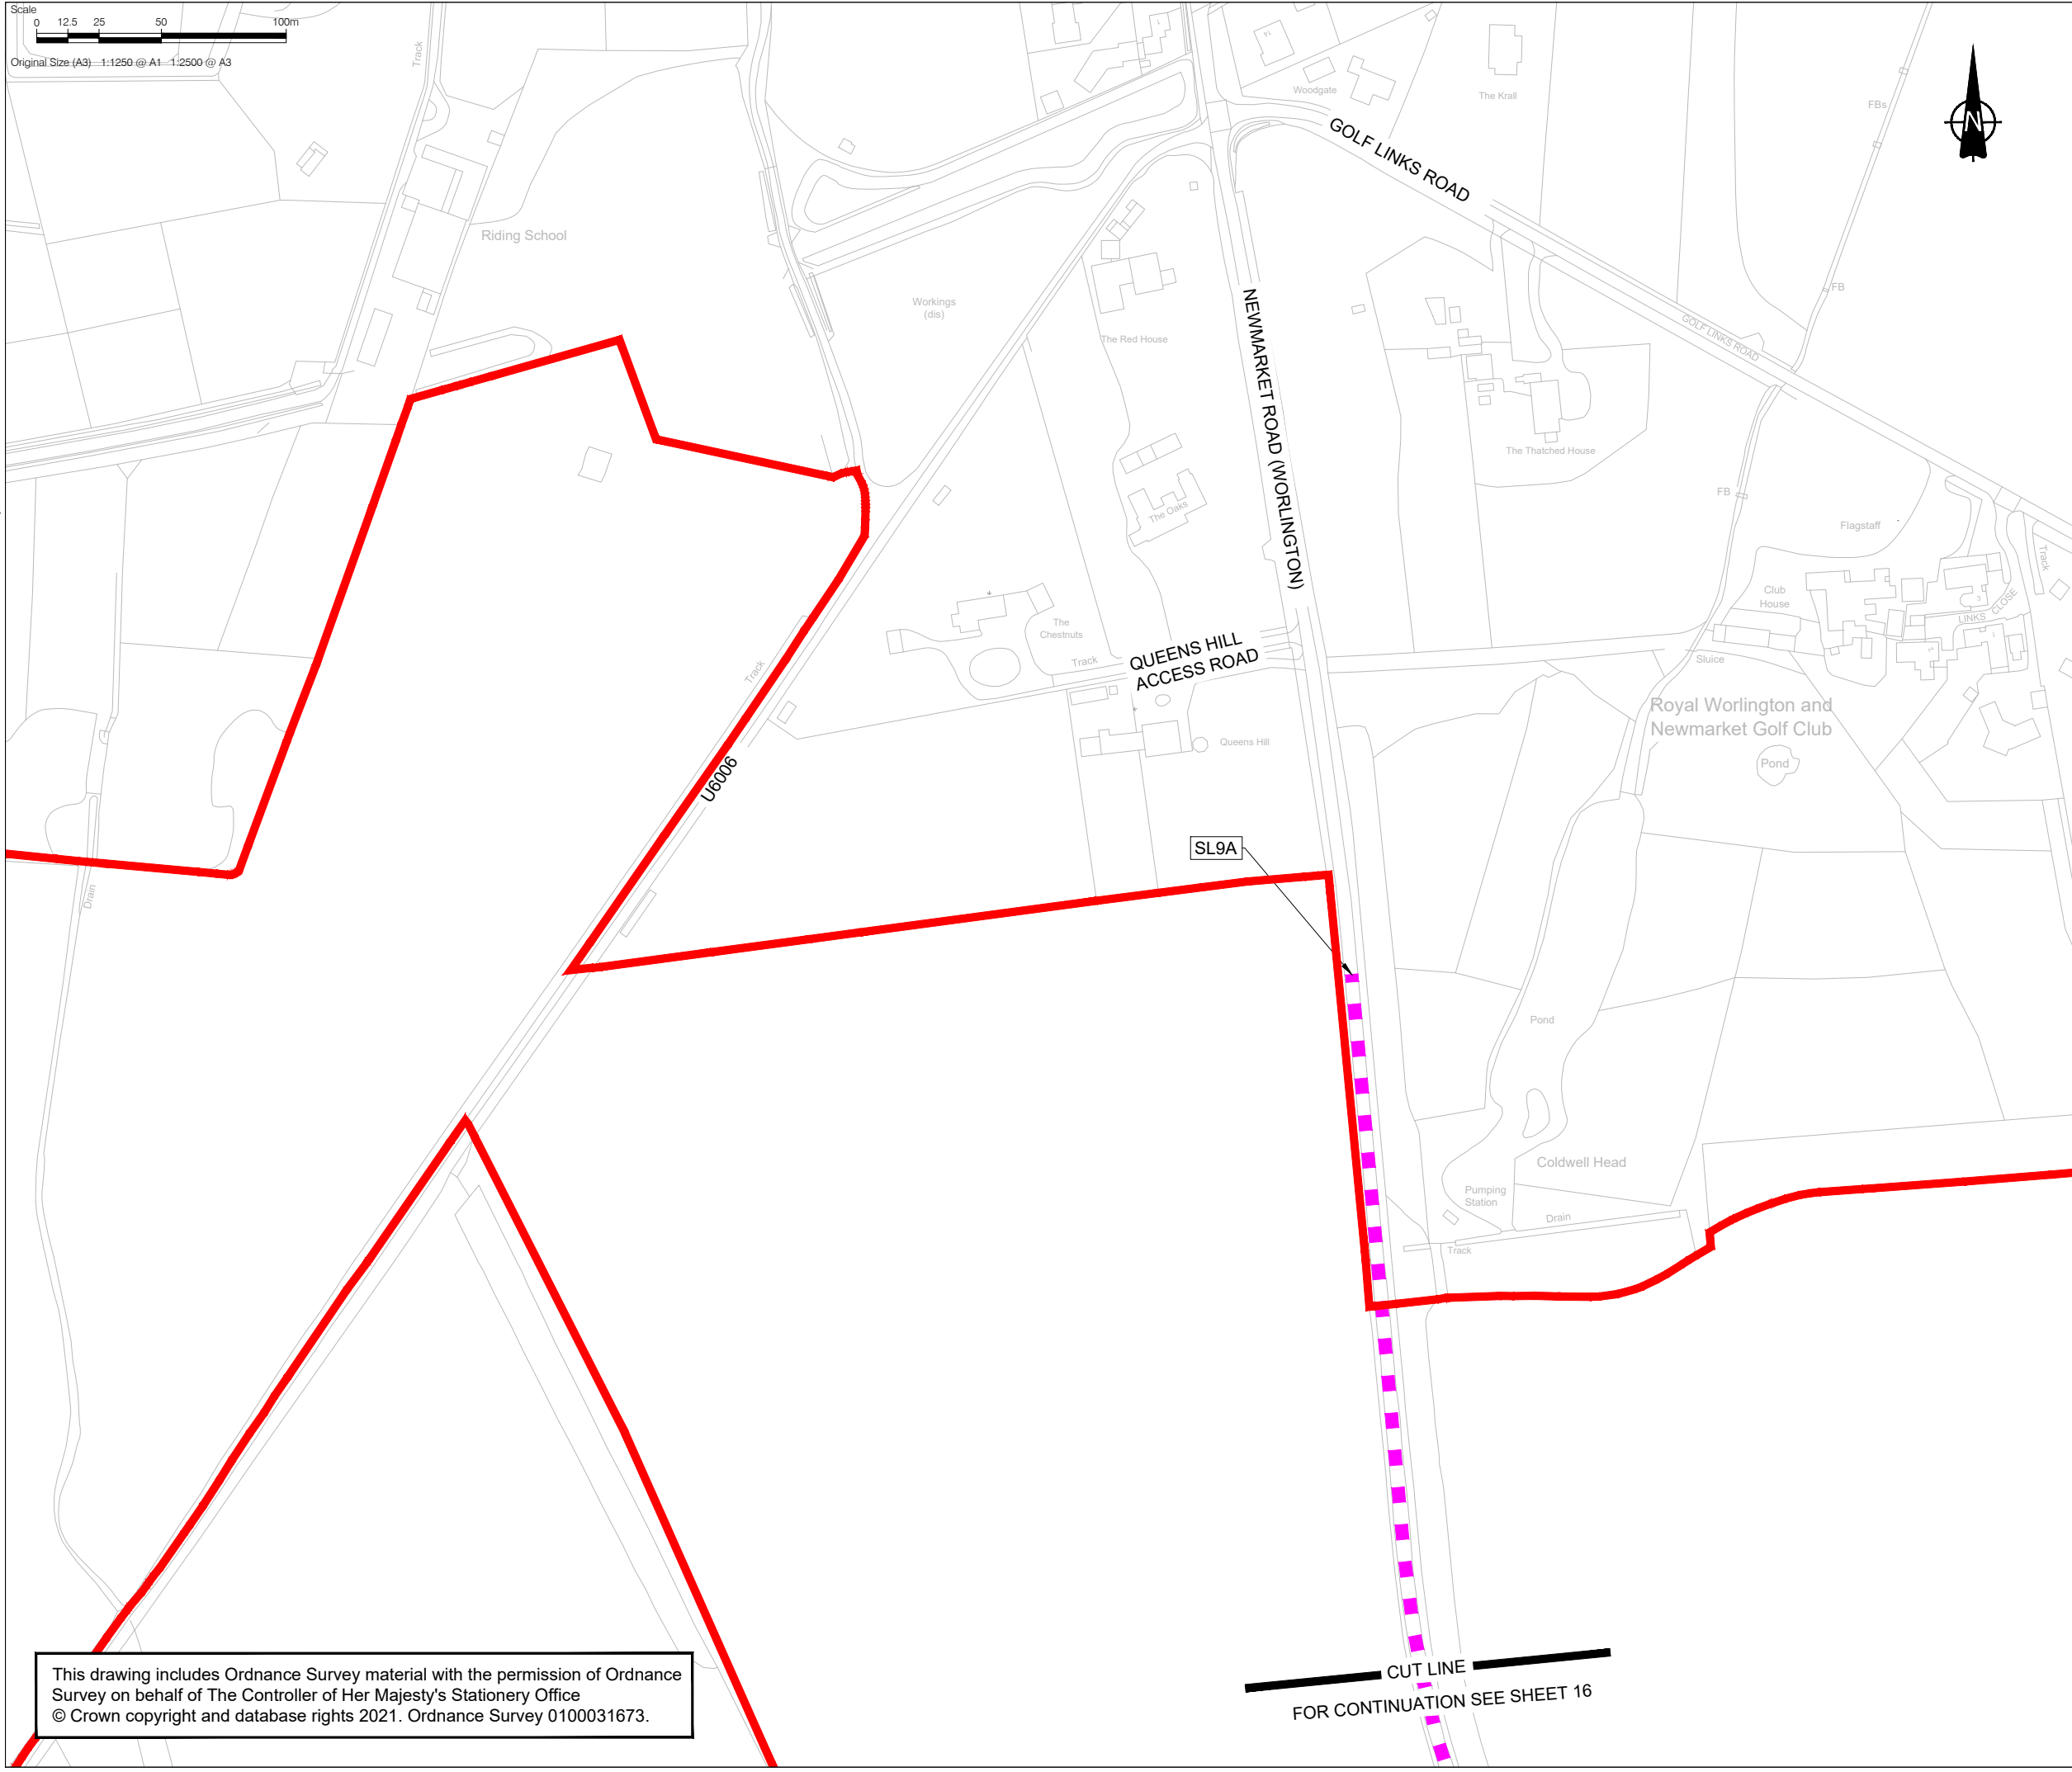 Scale
0 12.5 25 50 100m
Original Size (A3) 1:1250 @ A1 1:2500 @ A3
Track
14
1
Woodgate
The Krall
FBs
N
GOLF LINKS ROAD
Riding School
Workings
(dis)
FB
The Red House
NEWMARKET ROAD (WORLINGTON)
GOLF LINKS ROAD
The Thatched House
FB
The Oaks
Flagstaff
Track
Club
House
3
LINKS CLOSE
1
2
The
Chestnuts
Track
QUEENS HILL
ACCESS ROAD
Sluice
Track
Royal Worlington and
Newmarket Golf Club
Queens Hill
Pond
U6006
SL9A
Drain
Pond
Coldwell Head
Pumping
Station
Drain
Track
This drawing includes Ordnance Survey material with the permission of Ordnance
Survey on behalf of The Controller of Her Majesty's Stationery Office
© Crown copyright and database rights 2021. Ordnance Survey 0100031673.
CUT LINE
FOR CONTINUATION SEE SHEET 16